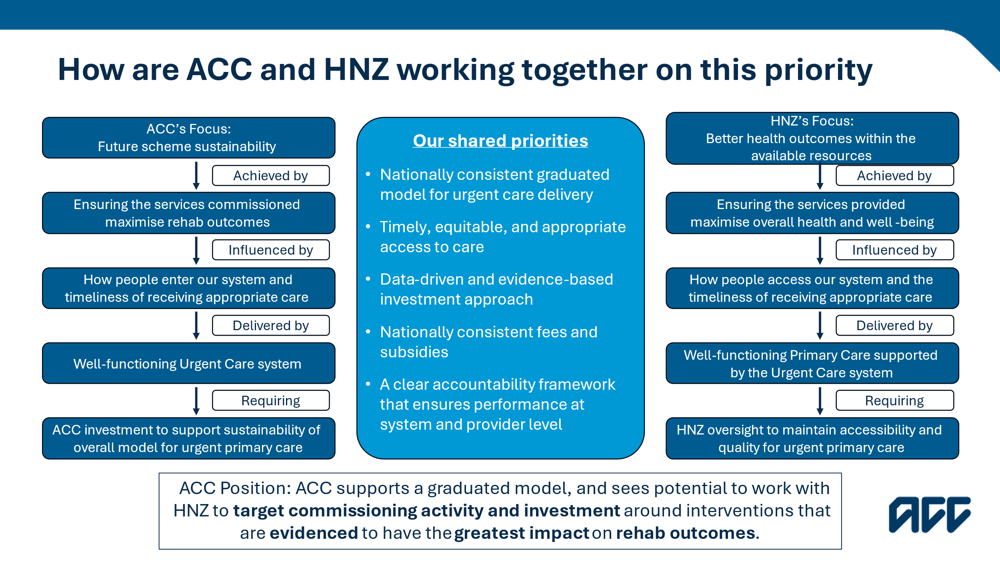 How are ACC and HNZ working together on this priority
ACC’s Focus:
Future scheme sustainability
Achieved by
Ensuring the services commissioned
maximise rehab outcomes
Influenced by
How people enter our system and
timeliness of receiving appropriate care
Delivered by
Well-functioning Urgent Care system
Requiring
ACC investment to support sustainability of
overall model for urgent primary care
Our shared priorities
• Nationally consistent graduated
model for urgent care delivery
• Timely, equitable, and appropriate
access to care
• Data-driven and evidence-based
investment approach
• Nationally consistent fees and
subsidies
• A clear accountability framework
that ensures performance at
system and provider level
HNZ’s Focus:
Better health outcomes within the
available resources
Achieved by
Ensuring the services provided
maximise overall health and well -being
Influenced by
How people access our system and the
timeliness of receiving appropriate care
Delivered by
Well-functioning Primary Care supported
by the Urgent Care system
Requiring
HNZ oversight to maintain accessibility and
quality for urgent primary care
ACC Position: ACC supports a graduated model, and sees potential to work with
HNZ to target commissioning activity and investment around interventions that
are evidenced to have the greatest impact on rehab outcomes.
ACC